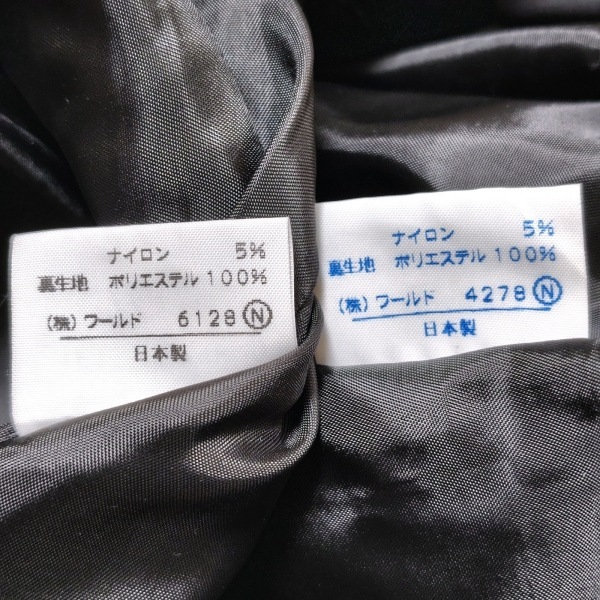 ナイロン 5%
裏生地 ポリエステル 100%
(株) ワールド 6128 Ⓝ
日本製
ナイロン 5%
裏生地 ポリエステル 100%
(株) ワールド 4278 Ⓝ
日本製